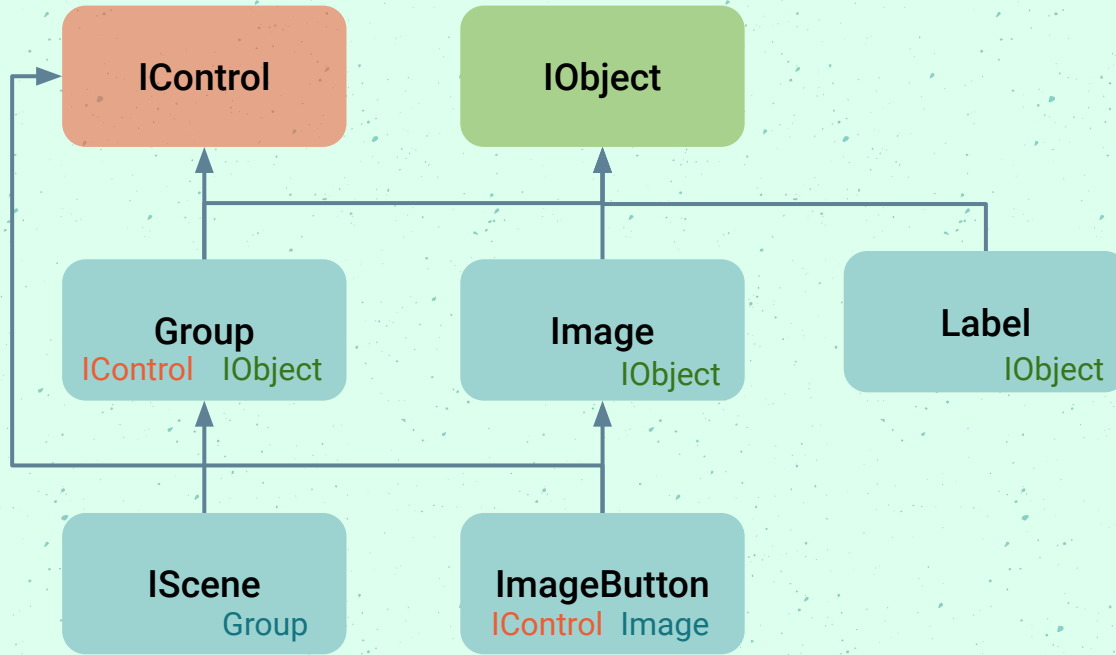 IControl
IObject
Group
IControl IObject
Image
IObject
Label
IObject
IScene
Group
ImageButton
IControl Image